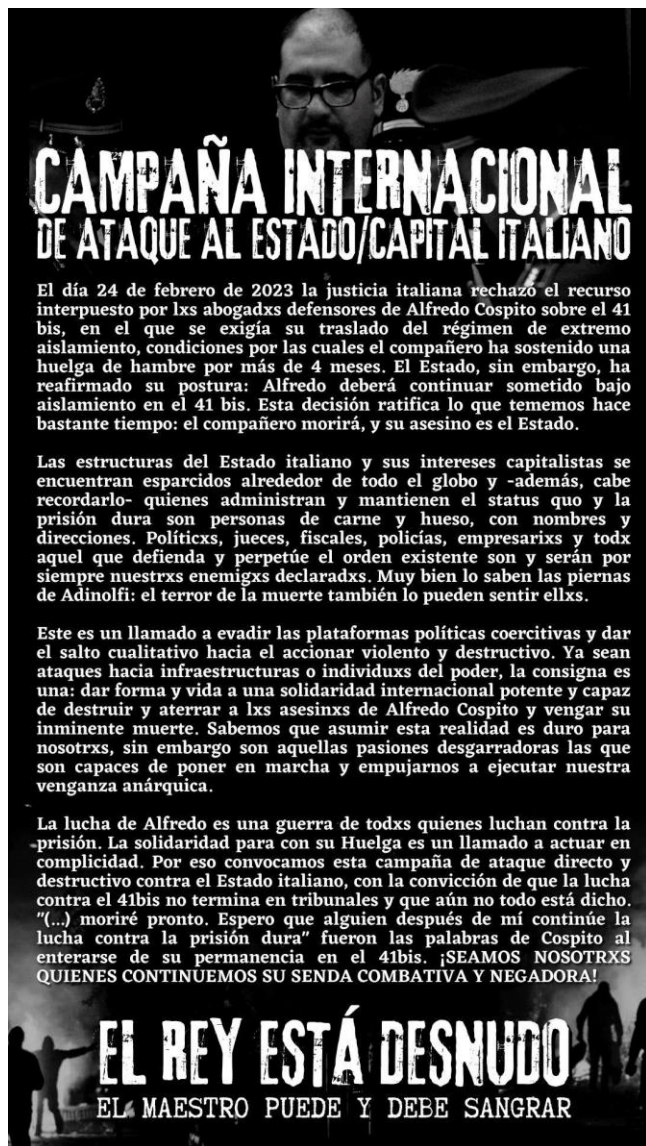 CAMPAÑA INTERNACIONAL
DE ATAQUE AL ESTADO/CAPITAL ITALIANO
El día 24 de febrero de 2023 la justicia italiana rechazó el recurso
interpuesto por lxs abogadxs defensores de Alfredo Cospito sobre el 41
bis, en el que se exigía su traslado del régimen de extremo
aislamiento, condiciones por las cuales el compañero ha sostenido una
huelga de hambre por más de 4 meses. El Estado, sin embargo, ha
reafirmado su postura: Alfredo deberá continuar sometido bajo
aislamiento en el 41 bis. Esta decisión ratifica lo que tememos hace
bastante tiempo: el compañero morirá, y su asesino es el Estado.
Las estructuras del Estado italiano y sus intereses capitalistas se
encuentran esparcidos alrededor de todo el globo y -además, cabe
recordarlo- quienes administran y mantienen el status quo y la
prisión dura son personas de carne y hueso, con nombres y
direcciones. Políticxs, jueces, fiscales, policías, empresarixs y todx
aquel que defienda y perpetúe el orden existente son y serán por
siempre nuestrxs enemigxs declaradxs. Muy bien lo saben las piernas
de Adinolfi: el terror de la muerte también lo pueden sentir ellxs.
Este es un llamado a evadir las plataformas políticas coercitivas y dar
el salto cualitativo hacia el accionar violento y destructivo. Ya sean
ataques hacia infraestructuras o individuxs del poder, la consigna es
una: dar forma y vida a una solidaridad internacional potente y capaz
de destruir y aterrar a lxs asesinxs de Alfredo Cospito y vengar su
inminente muerte. Sabemos que asumir esta realidad es duro para
nosotrxs, sin embargo son aquellas pasiones desgarradoras las que
son capaces de poner en marcha y empujarnos a ejecutar nuestra
venganza anárquica.
La lucha de Alfredo es una guerra de todxs quienes luchan contra la
prisión. La solidaridad para con su Huelga es un llamado a actuar en
complicidad. Por eso convocamos esta campaña de ataque directo y
destructivo contra el Estado italiano, con la convicción de que la lucha
contra el 41bis no termina en tribunales y que aún no todo está dicho.
"(...) moriré pronto. Espero que alguien después de mí continúe la
lucha contra la prisión dura" fueron las palabras de Cospito al
enterarse de su permanencia en el 41bis. ¡SEAMOS NOSOTRXS
QUIENES CONTINUEMOS SU SENDA COMBATIVA Y NEGADORA!
EL REY ESTÁ DESNUDO
EL MAESTRO PUEDE Y DEBE SANGRAR